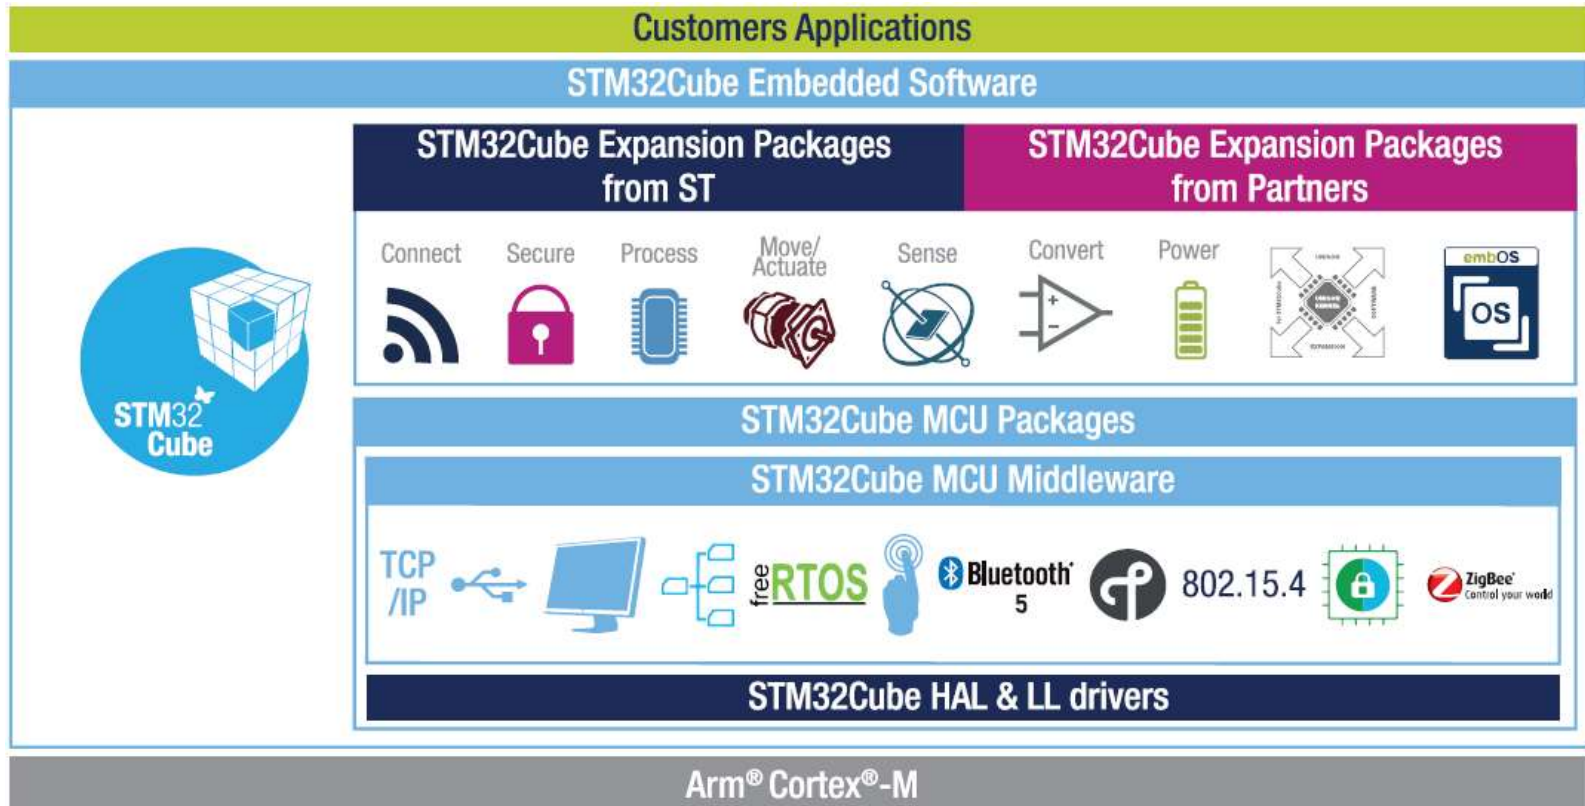 Customers Applications
STM32Cube Embedded Software
STM32Cube Expansion Packages
from ST
STM32Cube Expansion Packages
from Partners
Connect
Secure
Process
Move/
Actuate
Sense
Convert
Power
embOS
OS
STM32
Cube
STM32Cube MCU Packages
STM32Cube MCU Middleware
TCP
/IP
free RTOS
Bluetooth®
5
802.15.4
ZigBee®
Control your world
STM32Cube HAL & LL drivers
Arm® Cortex®-M